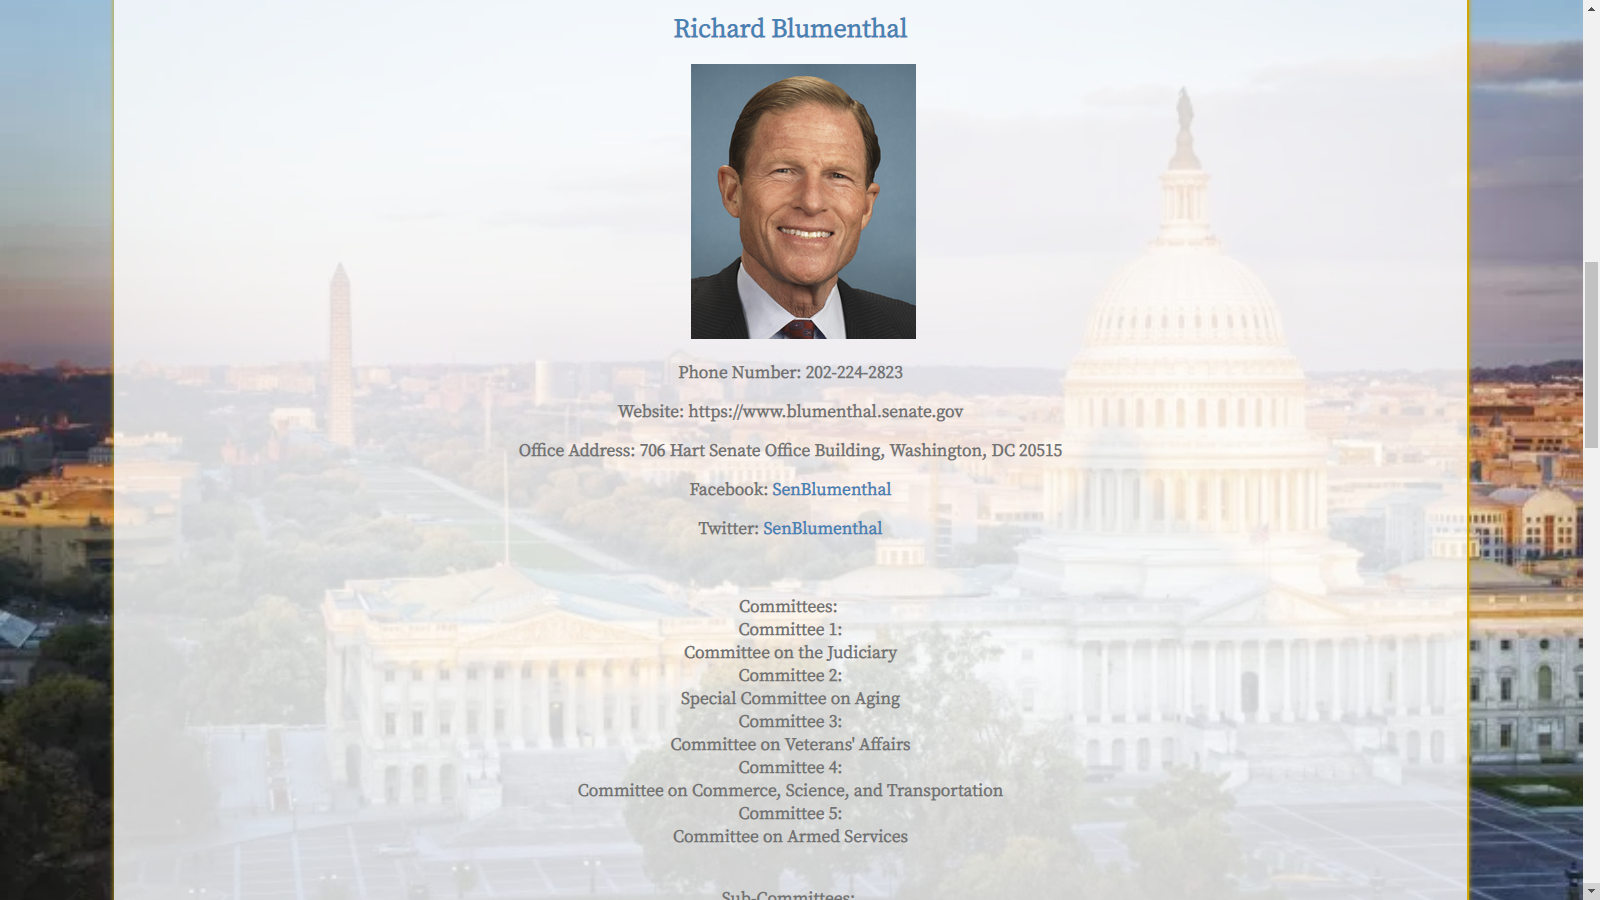 Richard Blumenthal
Phone Number: 202-224-2823
Website: https://www.blumenthal.senate.gov
Office Address: 706 Hart Senate Office Building, Washington, DC 20515
Facebook: SenBlumenthal
Twitter: SenBlumenthal
Committees:
Committee 1:
Committee on the Judiciary
Committee 2:
Special Committee on Aging
Committee 3:
Committee on Veterans' Affairs
Committee 4:
Committee on Commerce, Science, and Transportation
Committee 5:
Committee on Armed Services
Sub-Committees: